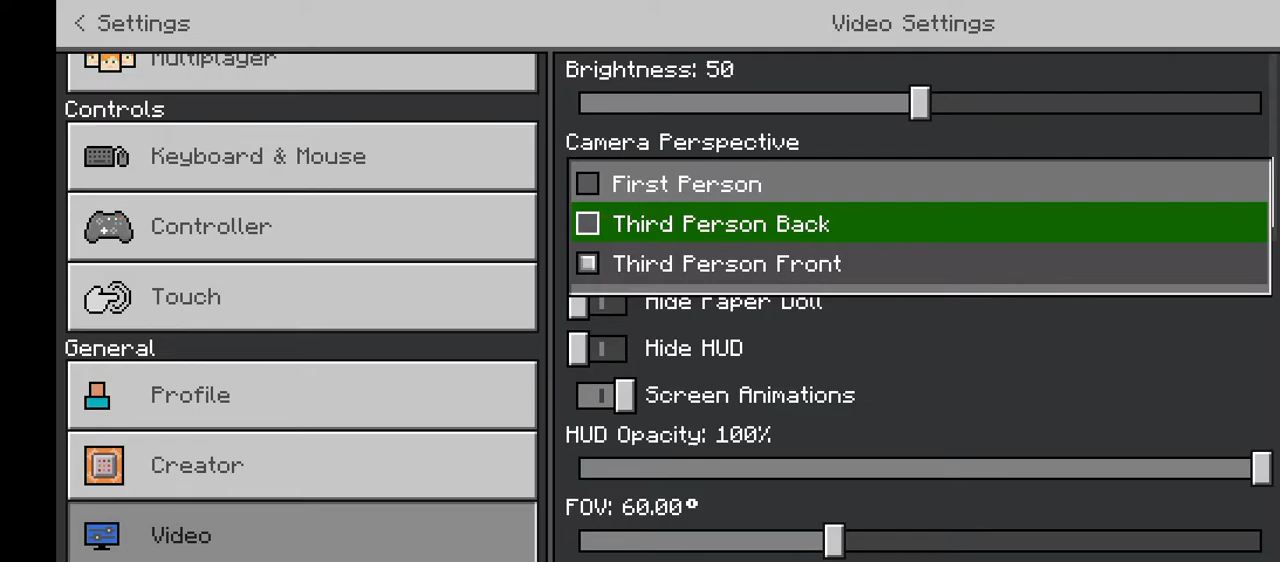 Settings
Video Settings
Multiplayer
Controls
Keyboard & Mouse
Controller
Touch
General
Profile
Creator
Video
Brightness: 50
Camera Perspective
First Person
Third Person Back
Third Person Front
Hide Paper Doll
Hide HUD
Screen Animations
HUD Opacity: 100%
FOV: 60.00°